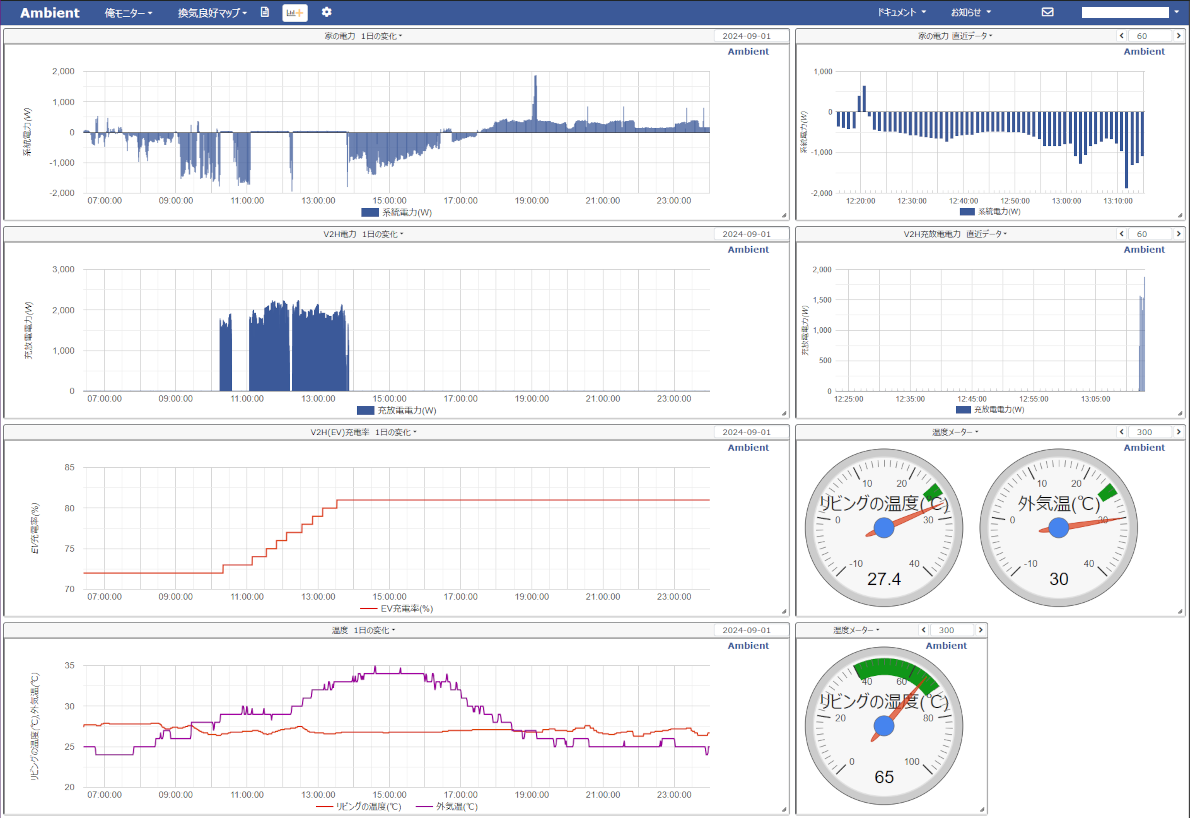 Ambient 俺モニター 換気良好マップ ドキュメント お知らせ
家の電力 1日の変化 2024-09-01
Ambient
系統電力(W)
2,000
1,000
0
-1,000
-2,000
07:00:00 09:00:00 11:00:00 13:00:00 15:00:00 17:00:00 19:00:00 21:00:00 23:00:00
系統電力(W)
家の電力 直近データ 60
Ambient
系統電力(W)
1,000
0
-1,000
-2,000
12:20:00 12:30:00 12:40:00 12:50:00 13:00:00 13:10:00
系統電力(W)
V2H電力 1日の変化 2024-09-01
Ambient
充放電電力(W)
3,000
2,000
1,000
0
07:00:00 09:00:00 11:00:00 13:00:00 15:00:00 17:00:00 19:00:00 21:00:00 23:00:00
充放電電力(W)
V2H充放電電力 直近データ 60
Ambient
充放電電力(W)
2,000
1,500
1,000
500
0
12:25:00 12:35:00 12:45:00 12:55:00 13:05:00
充放電電力(W)
V2H(EV)充電率 1日の変化 2024-09-01
Ambient
EV充電率(%)
85
80
75
70
07:00:00 09:00:00 11:00:00 13:00:00 15:00:00 17:00:00 19:00:00 21:00:00 23:00:00
EV充電率(%)
温度メーター 300
Ambient
リビングの温度(℃)
-10 0 10 20 30 40
27.4
外気温(℃)
-10 0 10 20 30 40
30
温度 1日の変化 2024-09-01
Ambient
リビングの温度(℃),外気温(℃)
35
30
25
20
07:00:00 09:00:00 11:00:00 13:00:00 15:00:00 17:00:00 19:00:00 21:00:00 23:00:00
リビングの温度(℃) 外気温(℃)
湿度メーター 300
Ambient
リビングの湿度(℃)
0 20 40 60 80 100
65